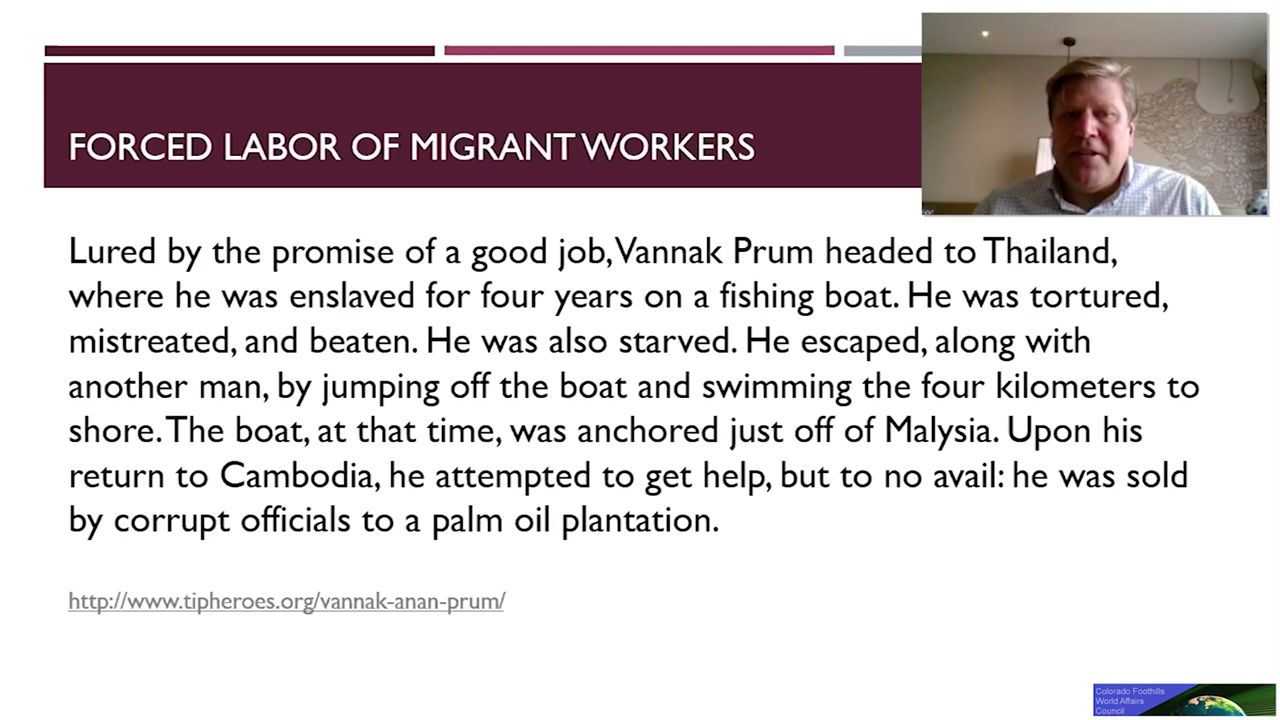 FORCED LABOR OF MIGRANT WORKERS
Lured by the promise of a good job, Vannak Prum headed to Thailand,
where he was enslaved for four years on a fishing boat. He was tortured,
mistreated, and beaten. He was also starved. He escaped, along with
another man, by jumping off the boat and swimming the four kilometers to
shore. The boat, at that time, was anchored just off of Malysia. Upon his
return to Cambodia, he attempted to get help, but to no avail: he was sold
by corrupt officials to a palm oil plantation.
http://www.tipheroes.org/vannak-anan-prum/
Colorado Foothills
World Affairs
Council